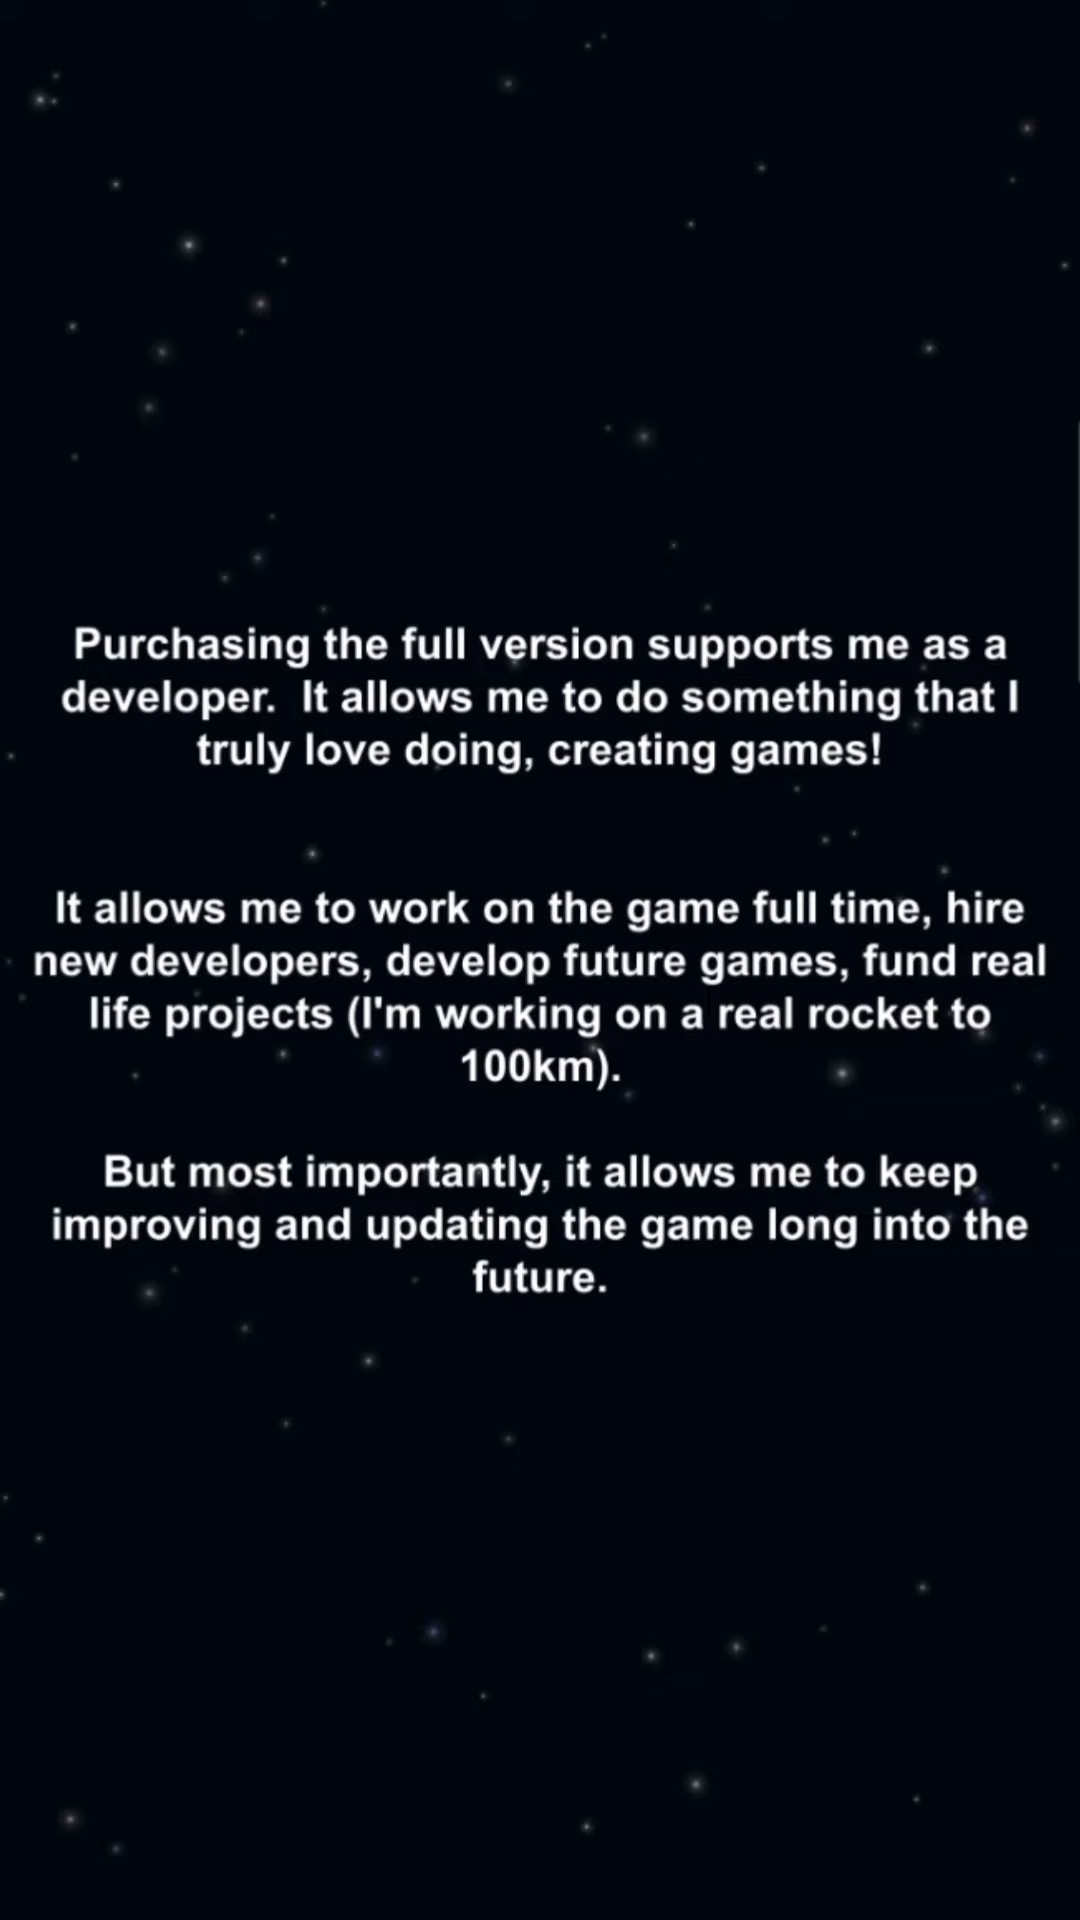 Purchasing the full version supports me as a
developer.  It allows me to do something that I
truly love doing, creating games!
It allows me to work on the game full time, hire
new developers, develop future games, fund real
life projects (I'm working on a real rocket to
100km).
But most importantly, it allows me to keep
improving and updating the game long into the
future.